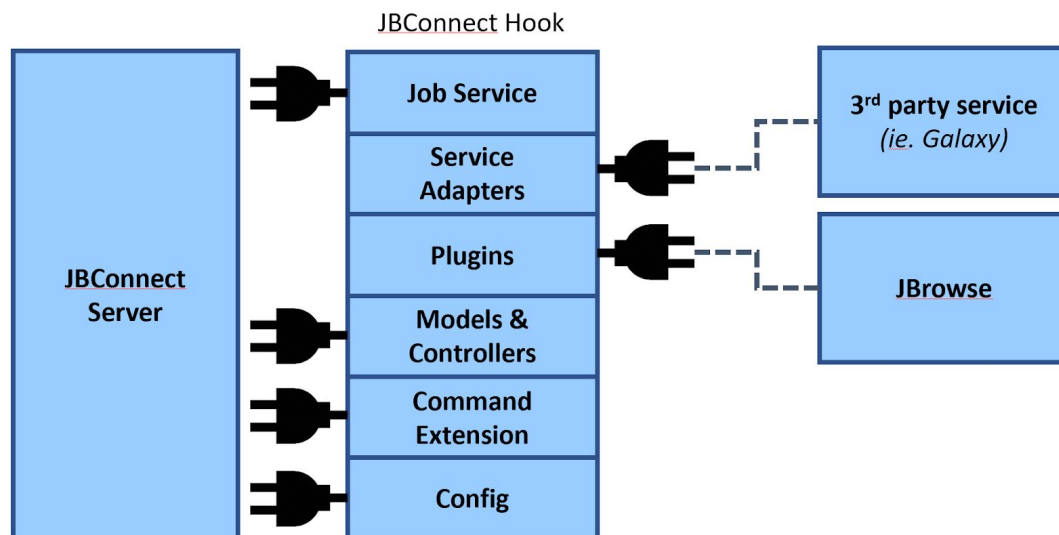 JBConnect Hook
JBConnect
Server
Job Service
Service
Adapters
Plugins
Models &
Controllers
Command
Extension
Config
3rd party service
(ie. Galaxy)
JBrowse